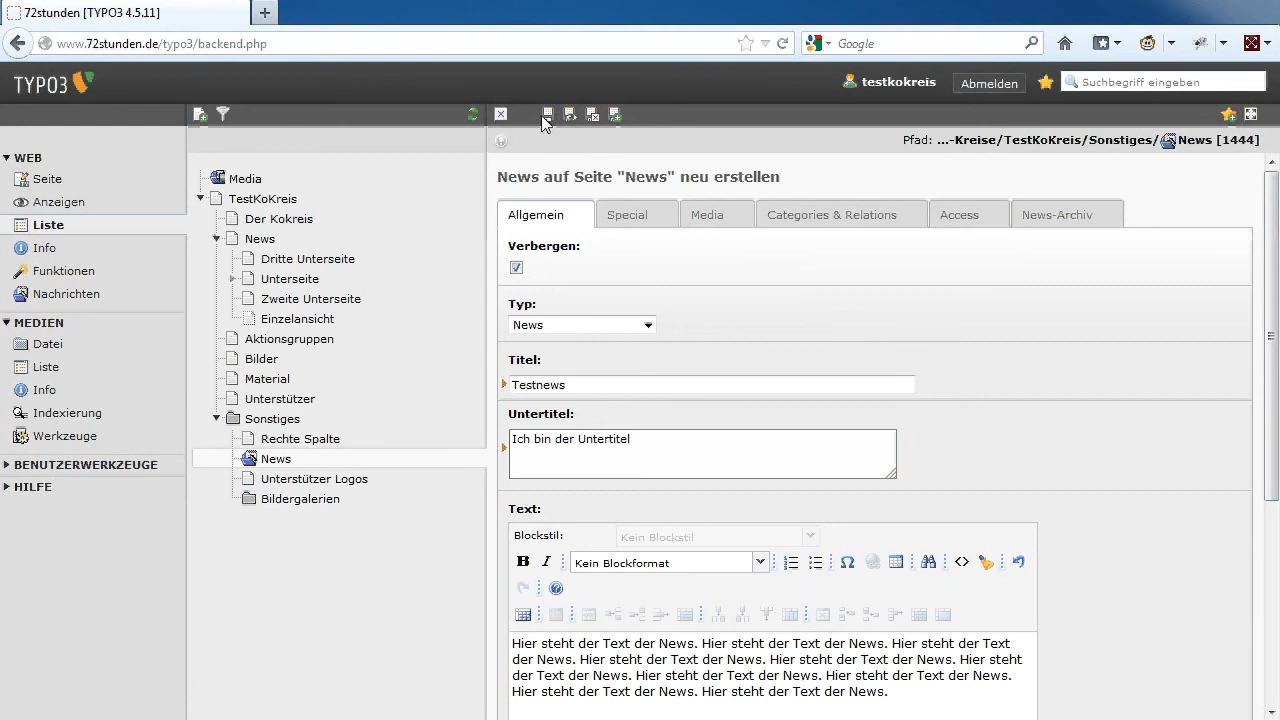 72stunden [TYPO3 4.5.11]
www.72stunden.de/typo3/backend.php
Google
TYPO3
testkokreis
Abmelden
Suchbegriff eingeben
Pfad: ...-Kreise/TestKoKreis/Sonstiges/ News [1444]
WEB
Seite
Anzeigen
Liste
Info
Funktionen
Nachrichten
MEDIEN
Datei
Liste
Info
Indexierung
Werkzeuge
BENUTZERWERKZEUGE
HILFE
Media
TestKoKreis
Der Kokreis
News
Dritte Unterseite
Unterseite
Zweite Unterseite
Einzelansicht
Aktionsgruppen
Bilder
Material
Unterstützer
Sonstiges
Rechte Spalte
News
Unterstützer Logos
Bildergalerien
News auf Seite "News" neu erstellen
Allgemein
Special
Media
Categories & Relations
Access
News-Archiv
Verbergen:
Typ:
News
Titel:
Testnews
Untertitel:
Ich bin der Untertitel
Text:
Blockstil:
Kein Blockstil
B I
Kein Blockformat
Hier steht der Text der News. Hier steht der Text der News. Hier steht der Text
der News. Hier steht der Text der News. Hier steht der Text der News. Hier steht
der Text der News. Hier steht der Text der News. Hier steht der Text der News.
Hier steht der Text der News. Hier steht der Text der News.